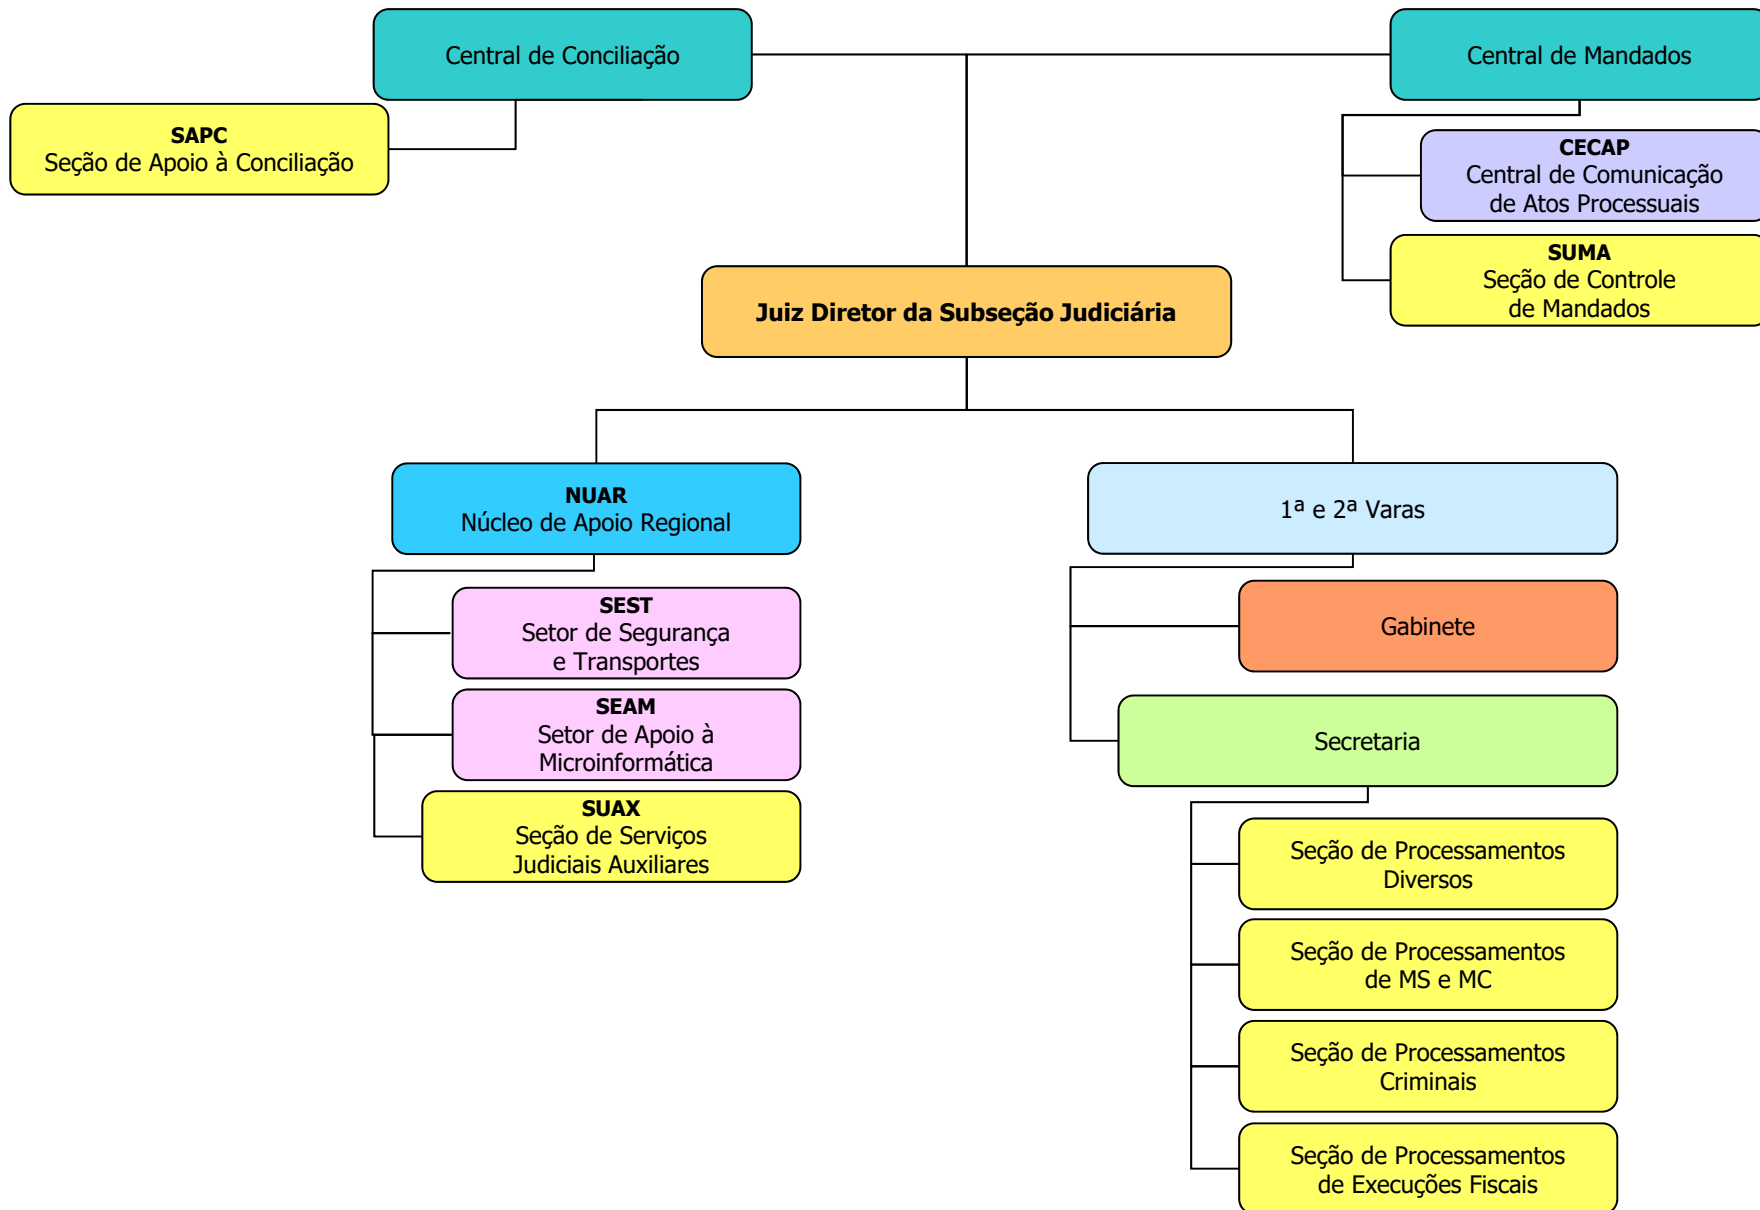 Central de Conciliação
Central de Mandados
SAPC
Seção de Apoio à Conciliação
CECAP
Central de Comunicação
de Atos Processuais
SUMA
Seção de Controle
de Mandados
Juiz Diretor da Subseção Judiciária
NUAR
Núcleo de Apoio Regional
SEST
Setor de Segurança
e Transportes
SEAM
Setor de Apoio à
Microinformática
SUAX
Seção de Serviços
Judiciais Auxiliares
1ª e 2ª Varas
Gabinete
Secretaria
Seção de Processamentos
Diversos
Seção de Processamentos
de MS e MC
Seção de Processamentos
Criminais
Seção de Processamentos
de Execuções Fiscais